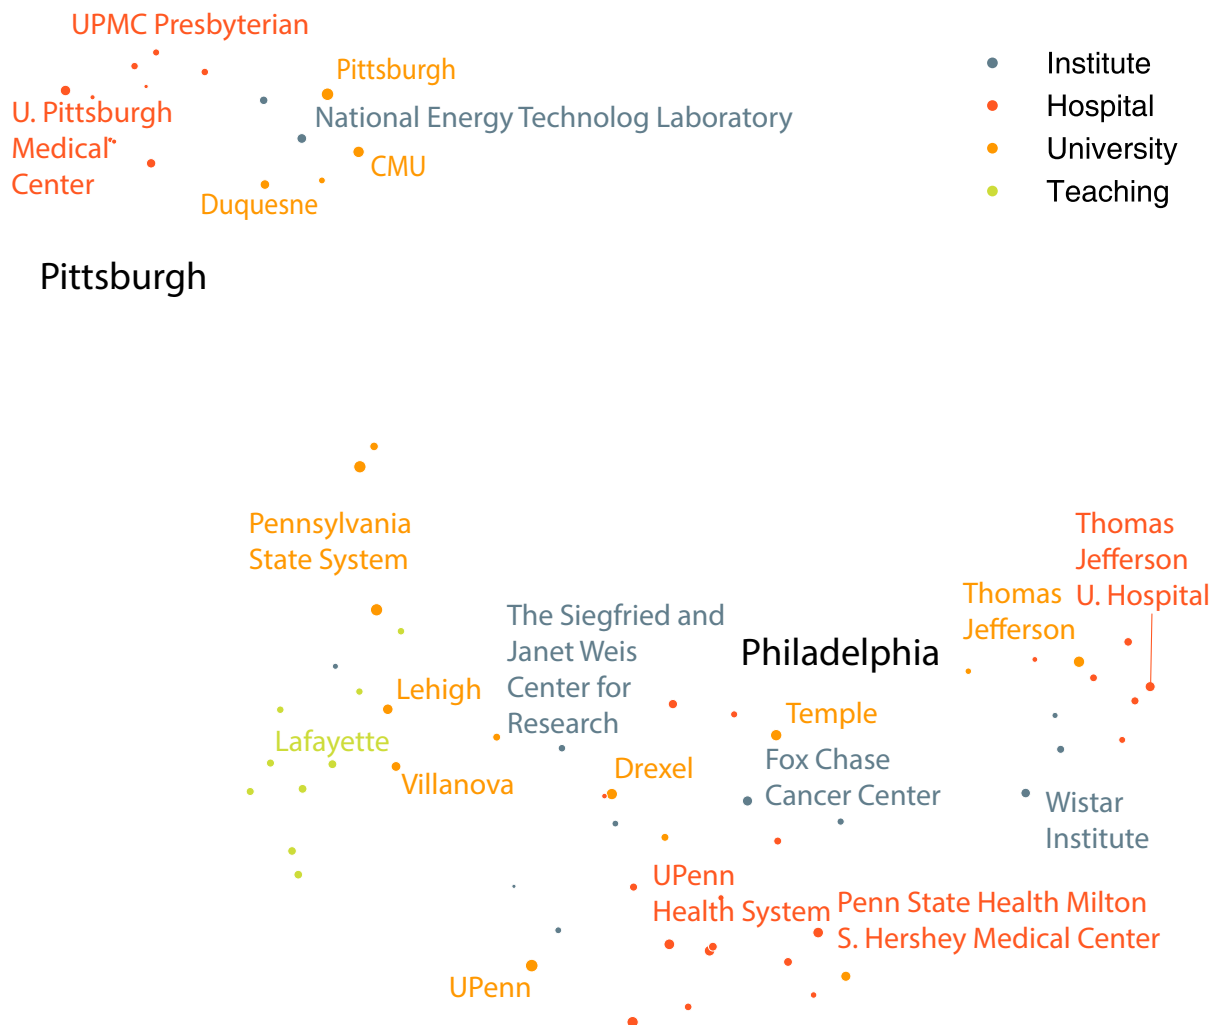 UPMC Presbyterian
Pittsburgh
U. Pittsburgh
Medical
Center
National Energy Technolog Laboratory
CMU
Duquesne
Institute
Hospital
University
Teaching
Pittsburgh
Pennsylvania
State System
Thomas
Jefferson
U. Hospital
Thomas
Jefferson
The Siegfried and
Janet Weis
Center for
Research
Philadelphia
Lehigh
Temple
Lafayette
Villanova
Drexel
Fox Chase
Cancer Center
Wistar
Institute
UPenn
Health System
Penn State Health Milton
S. Hershey Medical Center
UPenn